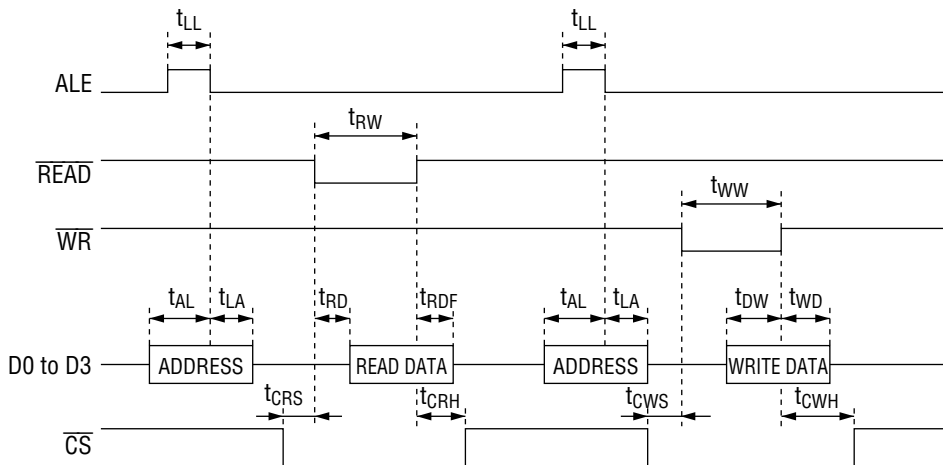 tLL tLL
ALE
tRW
READ
tWW
WR
tAL tLA tRD tRDF tAL tLA tDW tWD
D0 to D3 ADDRESS READ DATA ADDRESS WRITE DATA
tCRS tCRH tCWS tCWH
CS